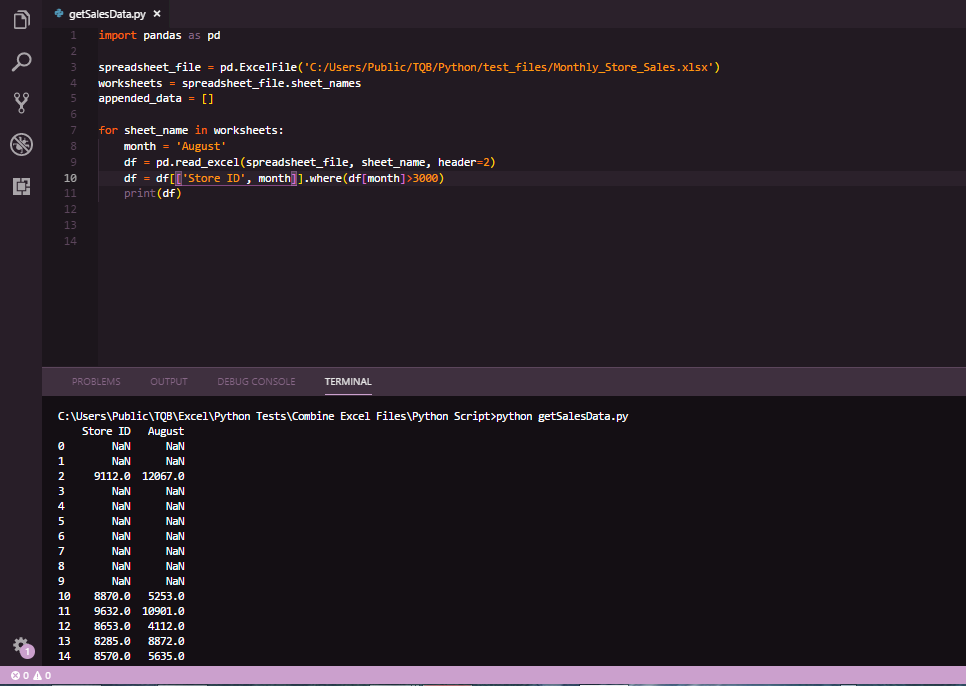 getSalesData.py ×
1 import pandas as pd
2
3 spreadsheet_file = pd.ExcelFile('C:/Users/Public/TQB/Python/test_files/Monthly_Store_Sales.xlsx')
4 worksheets = spreadsheet_file.sheet_names
5 appended_data = []
6
7 for sheet_name in worksheets:
8     month = 'August'
9     df = pd.read_excel(spreadsheet_file, sheet_name, header=2)
10     df = df[['Store ID', month]].where(df[month]>3000)
11     print(df)
12
13
14
PROBLEMS OUTPUT DEBUG CONSOLE TERMINAL
C:\Users\Public\TQB\Excel\Python Tests\Combine Excel Files\Python Script>python getSalesData.py
Store ID August
0 NaN NaN
1 NaN NaN
2 9112.0 12067.0
3 NaN NaN
4 NaN NaN
5 NaN NaN
6 NaN NaN
7 NaN NaN
8 NaN NaN
9 NaN NaN
10 8870.0 5253.0
11 9632.0 10901.0
12 8653.0 4112.0
13 8285.0 8872.0
14 8570.0 5635.0
1
0 0